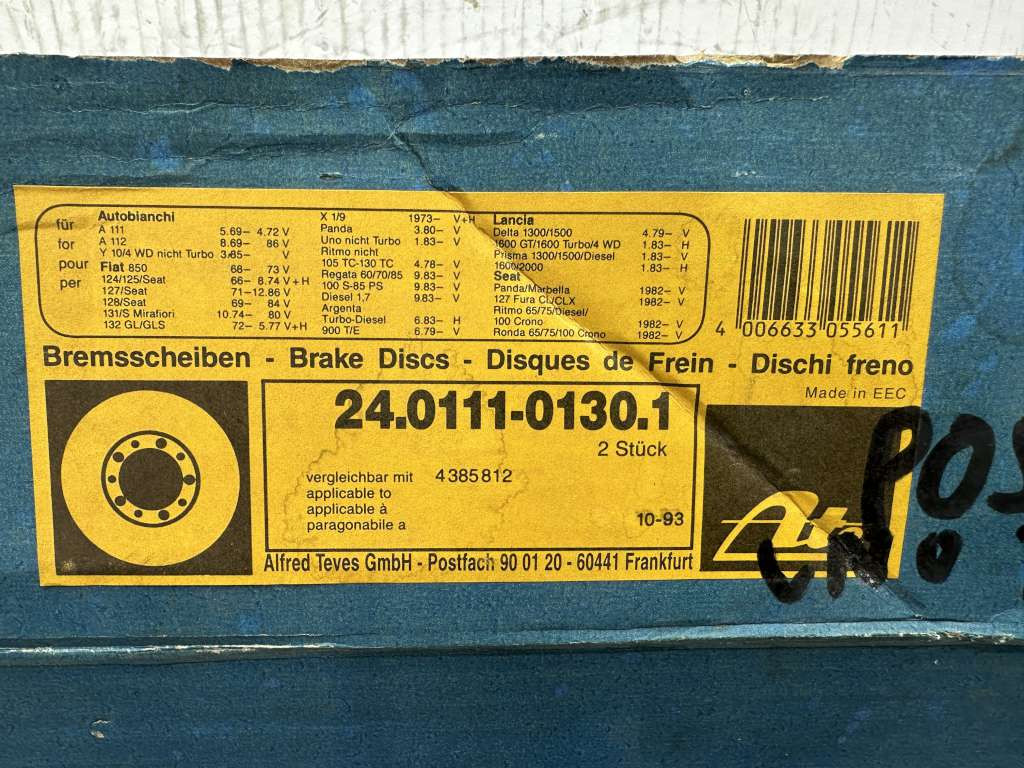 für
for
pour
per
Autobianchi
A 111 5.69– 4.72 V
A 112 8.69– 86 V
Y 10/4 WD nicht Turbo 3.85– V
Fiat 850 68– 73 V
124/125/Seat 66– 8.74 V+H
127/Seat 71–12.86 V
128/Seat 69– 84 V
131/S Mirafiori 10.74– 80 V
132 GL/GLS 72– 5.77 V+H
X 1/9 1973– V+H
Panda 3.80– V
Uno nicht Turbo 1.83– V
Ritmo nicht
105 TC-130 TC 4.78– V
Regata 60/70/85 9.83– V
100 S-85 PS 9.83– V
Diesel 1,7 9.83– V
Argenta
Turbo-Diesel 6.83– H
900 T/E 6.79– V
Lancia
Delta 1300/1500 4.79– V
1600 GT/1600 Turbo/4 WD 1.83– H
Prisma 1300/1500/Diesel 1.83– V
1600/2000 1.83– H
Seat
Panda/Marbella 1982– V
127 Fura CL/CLX 1982– V
Ritmo 65/75/Diesel/
100 Crono 1982– V
Ronda 65/75/100 Crono 1982– V
4 006633 055611
Bremsscheiben - Brake Discs - Disques de Frein - Dischi freno
Made in EEC
24.0111-0130.1
2 Stück
vergleichbar mit 4385812
applicable to
applicable à
paragonabile a
10-93
Ate
Alfred Teves GmbH - Postfach 90 01 20 - 60441 Frankfurt